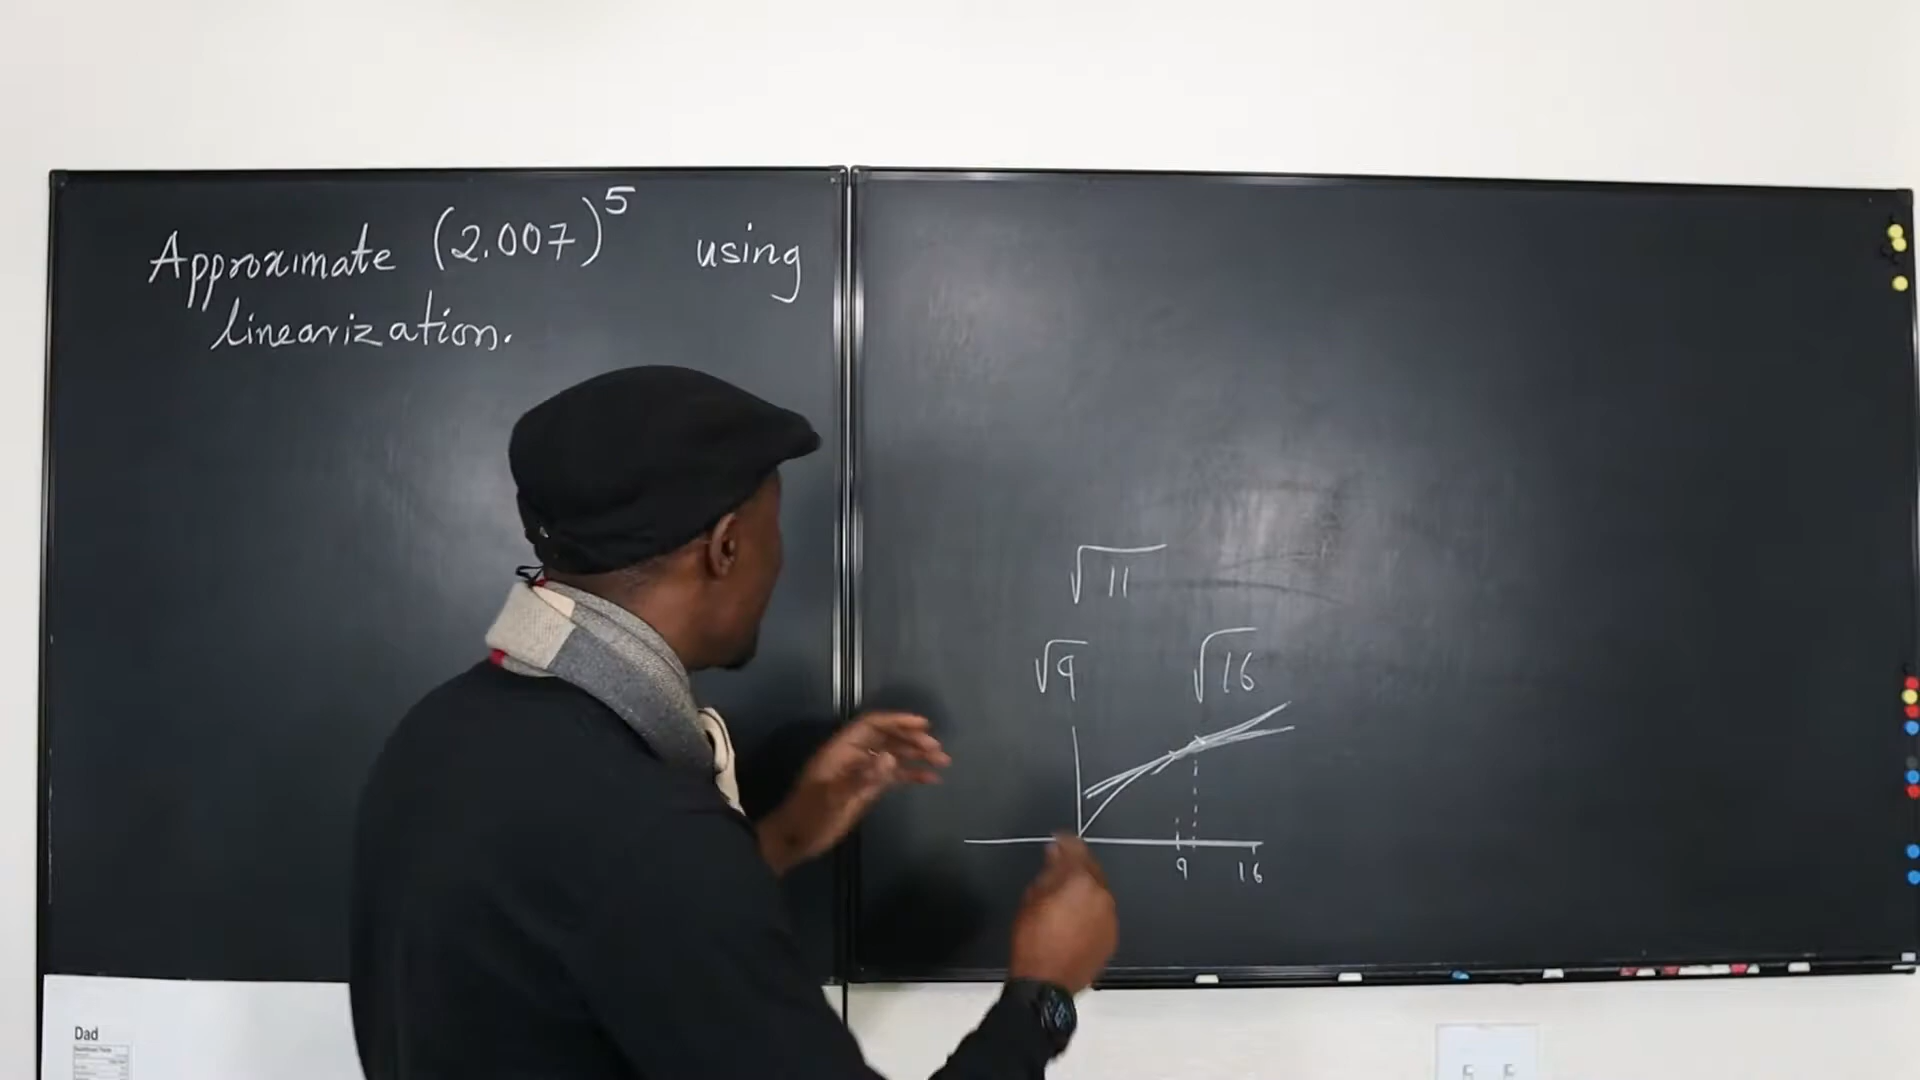 Approximate (2.007)⁵ using
linearization.
√11
√9 √16
9 16
Dad